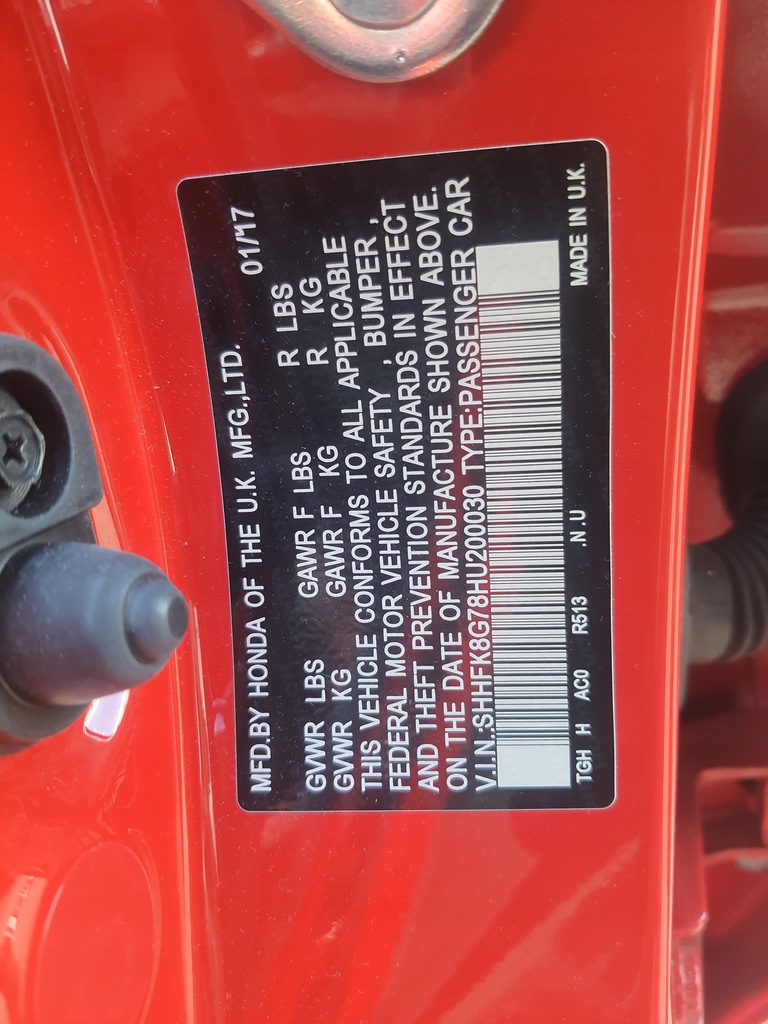 MFD.BY HONDA OF THE U.K. MFG.,LTD. 01/17
GVWR LBS GAWR F LBS R LBS
GVWR KG GAWR F KG R KG
THIS VEHICLE CONFORMS TO ALL APPLICABLE
FEDERAL MOTOR VEHICLE SAFETY , BUMPER ,
AND THEFT PREVENTION STANDARDS IN EFFECT
ON THE DATE OF MANUFACTURE SHOWN ABOVE.
V.I.N.:SHHFK8G78HU200030 TYPE:PASSENGER CAR
TGH H AC0 R513 .N.U MADE IN U.K.